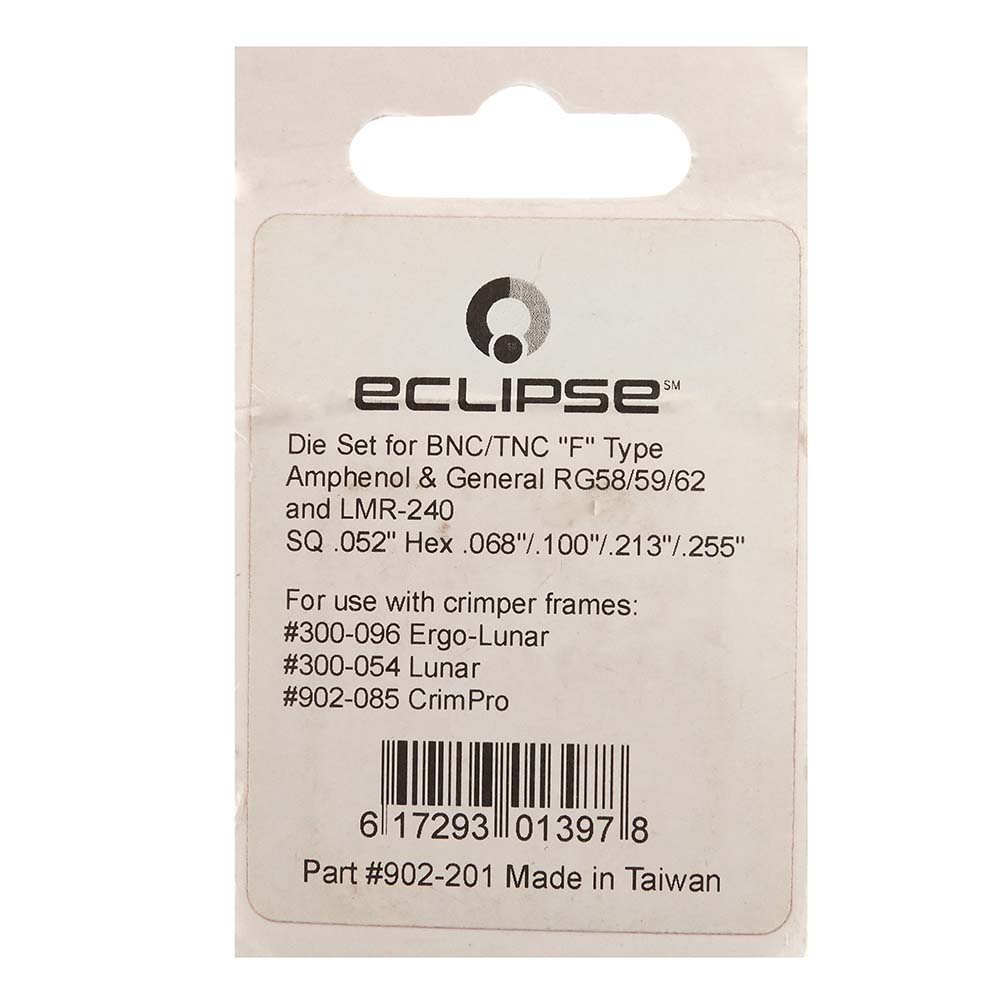 eCLIPSe SM
Die Set for BNC/TNC "F" Type
Amphenol & General RG58/59/62
and LMR-240
SQ .052" Hex .068"/.100"/.213"/.255"
For use with crimper frames:
#300-096 Ergo-Lunar
#300-054 Lunar
#902-085 CrimPro
6 17293 01397 8
Part #902-201 Made in Taiwan